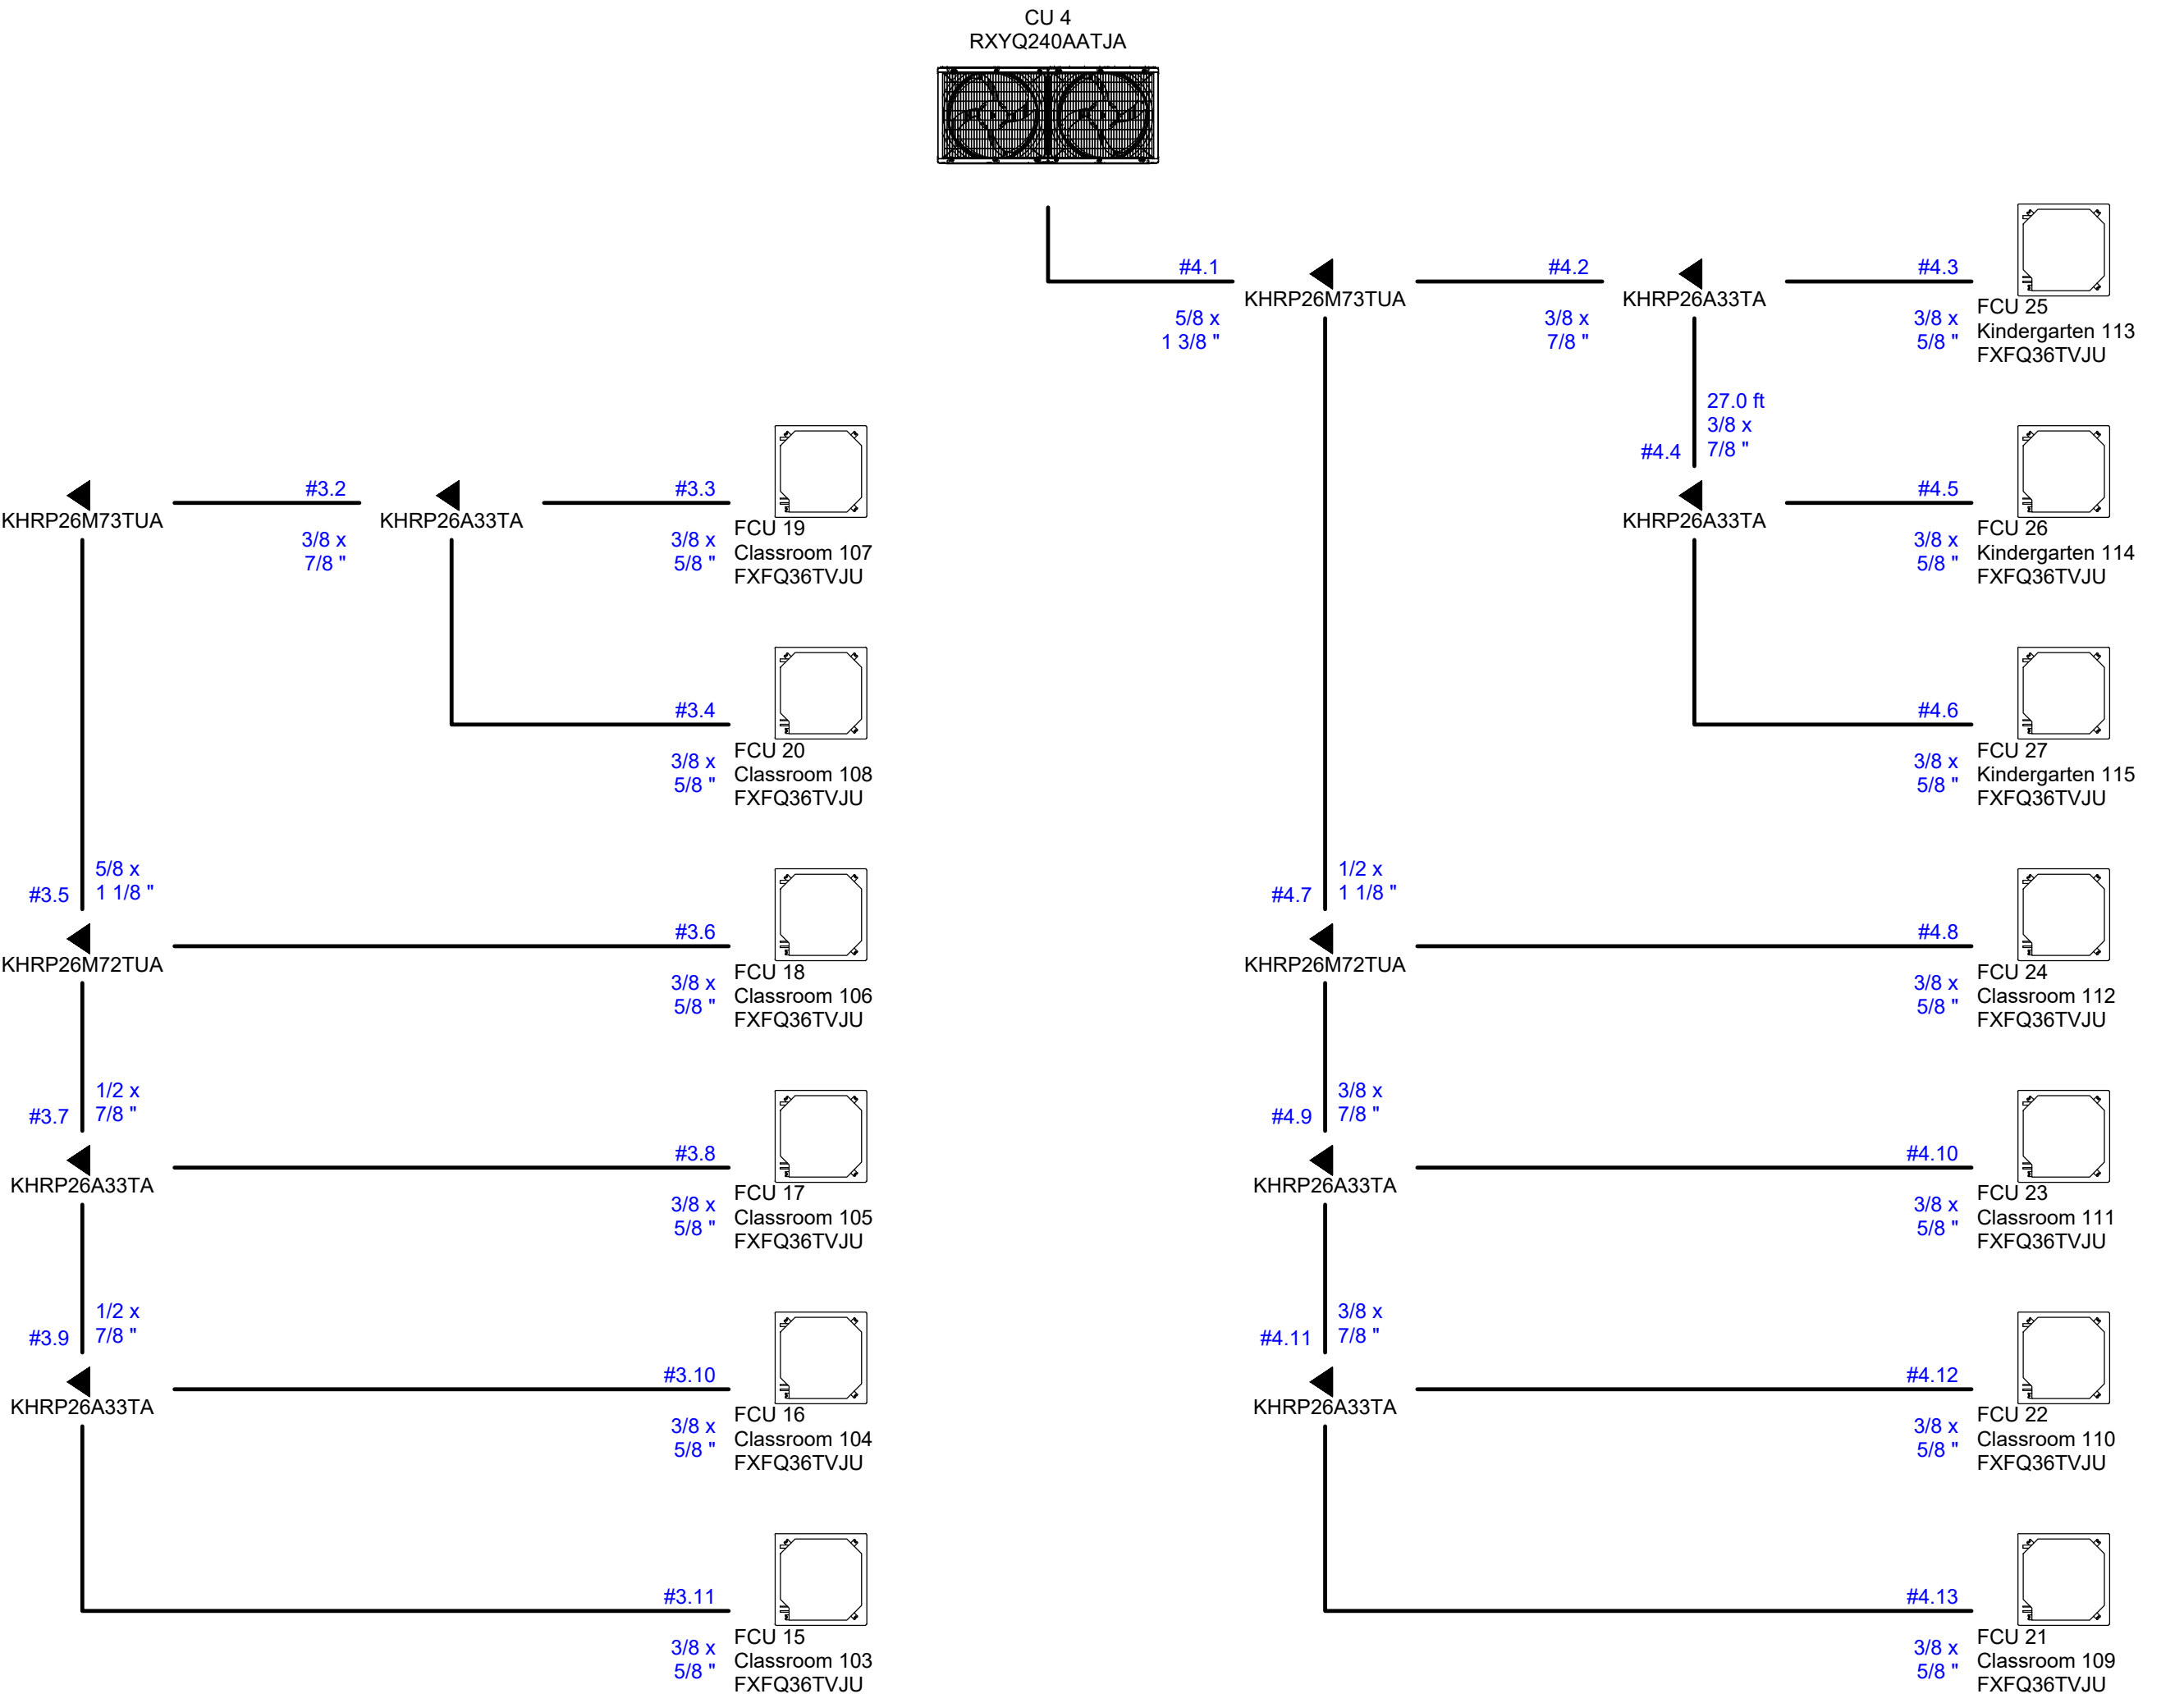 CU 4
RXYQ240AATJA
#4.1
5/8 x
1 3/8 "
KHRP26M73TUA
#4.2
3/8 x
7/8 "
KHRP26A33TA
#4.3
3/8 x
5/8 "
FCU 25
Kindergarten 113
FXFQ36TVJU
27.0 ft
3/8 x
7/8 "
#4.4
KHRP26A33TA
#4.5
3/8 x
5/8 "
FCU 26
Kindergarten 114
FXFQ36TVJU
#4.6
3/8 x
5/8 "
FCU 27
Kindergarten 115
FXFQ36TVJU
1/2 x
1 1/8 "
#4.7
KHRP26M72TUA
#4.8
3/8 x
5/8 "
FCU 24
Classroom 112
FXFQ36TVJU
3/8 x
7/8 "
#4.9
KHRP26A33TA
#4.10
3/8 x
5/8 "
FCU 23
Classroom 111
FXFQ36TVJU
3/8 x
7/8 "
#4.11
KHRP26A33TA
#4.12
3/8 x
5/8 "
FCU 22
Classroom 110
FXFQ36TVJU
#4.13
3/8 x
5/8 "
FCU 21
Classroom 109
FXFQ36TVJU
KHRP26M73TUA
#3.2
3/8 x
7/8 "
KHRP26A33TA
#3.3
3/8 x
5/8 "
FCU 19
Classroom 107
FXFQ36TVJU
#3.4
3/8 x
5/8 "
FCU 20
Classroom 108
FXFQ36TVJU
5/8 x
1 1/8 "
#3.5
KHRP26M72TUA
#3.6
3/8 x
5/8 "
FCU 18
Classroom 106
FXFQ36TVJU
1/2 x
7/8 "
#3.7
KHRP26A33TA
#3.8
3/8 x
5/8 "
FCU 17
Classroom 105
FXFQ36TVJU
1/2 x
7/8 "
#3.9
KHRP26A33TA
#3.10
3/8 x
5/8 "
FCU 16
Classroom 104
FXFQ36TVJU
#3.11
3/8 x
5/8 "
FCU 15
Classroom 103
FXFQ36TVJU